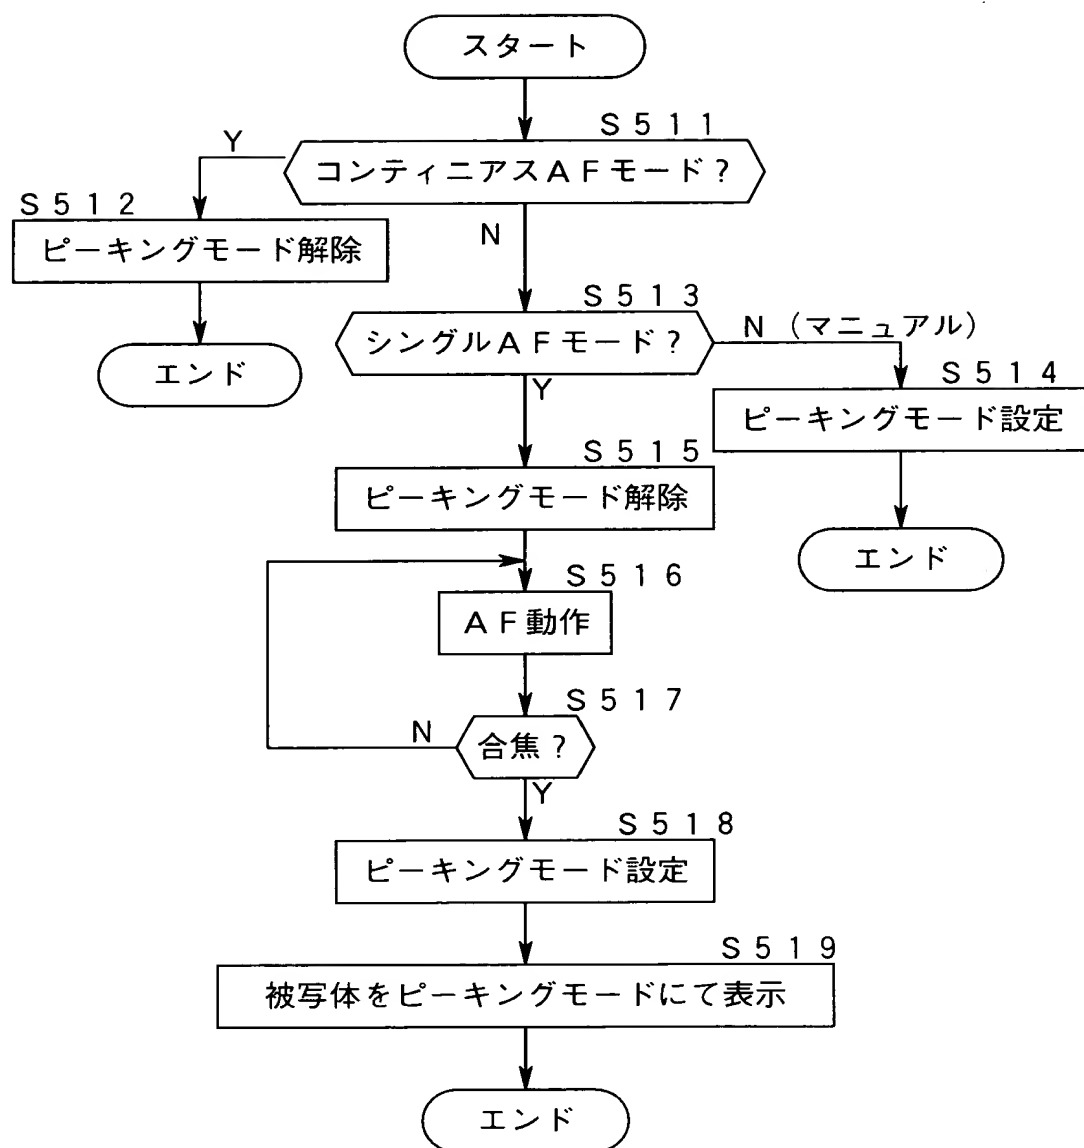 スタート
S511
Y
コンティニアスAFモード？
S512
ピーキングモード解除
N
エンド
S513
シングルAFモード？
N（マニュアル）
Y
S514
ピーキングモード設定
エンド
S515
ピーキングモード解除
S516
AF動作
S517
N
合焦？
Y
S518
ピーキングモード設定
S519
被写体をピーキングモードにて表示
エンド